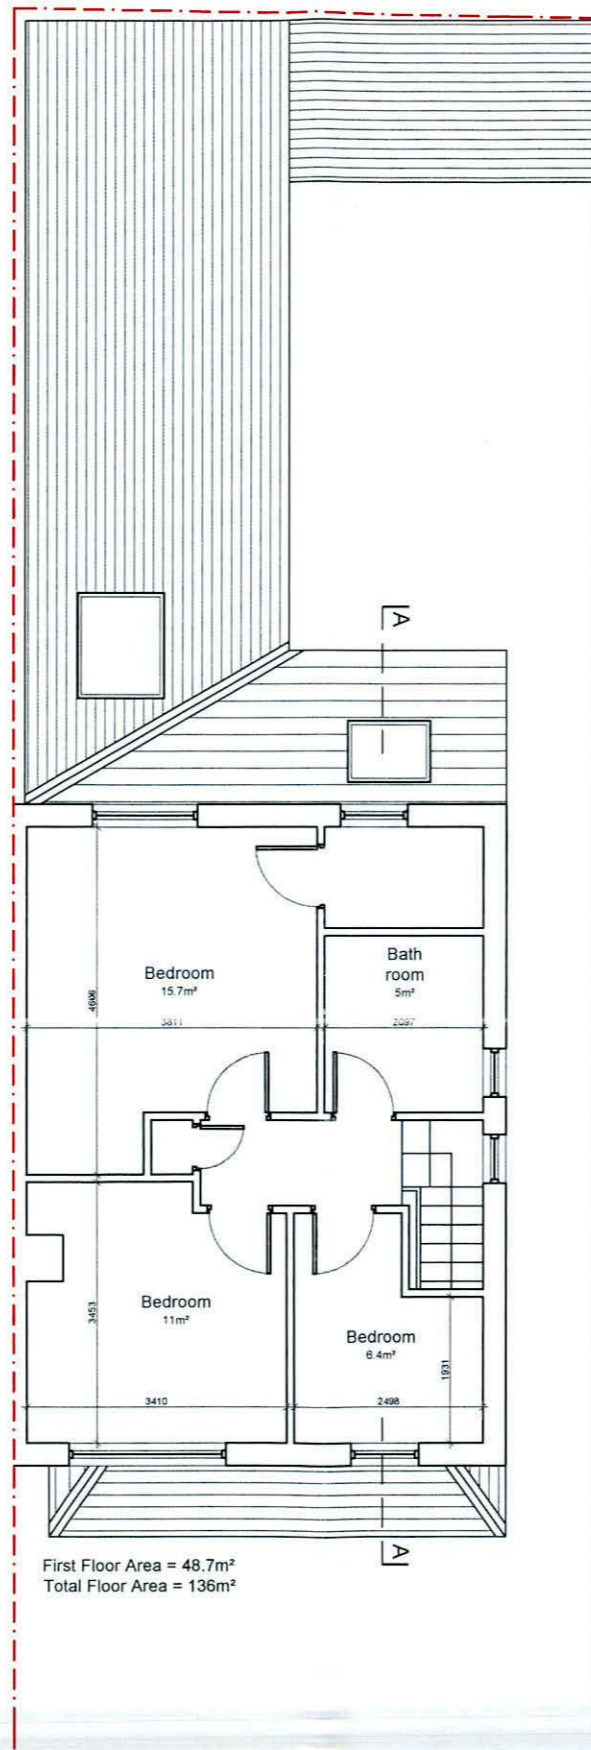 A
Bedroom
15.7m²
4606
3811
Bath
room
5m²
2097
Bedroom
11m²
3453
3410
Bedroom
6.4m²
1931
2498
A
First Floor Area = 48.7m²
Total Floor Area = 136m²